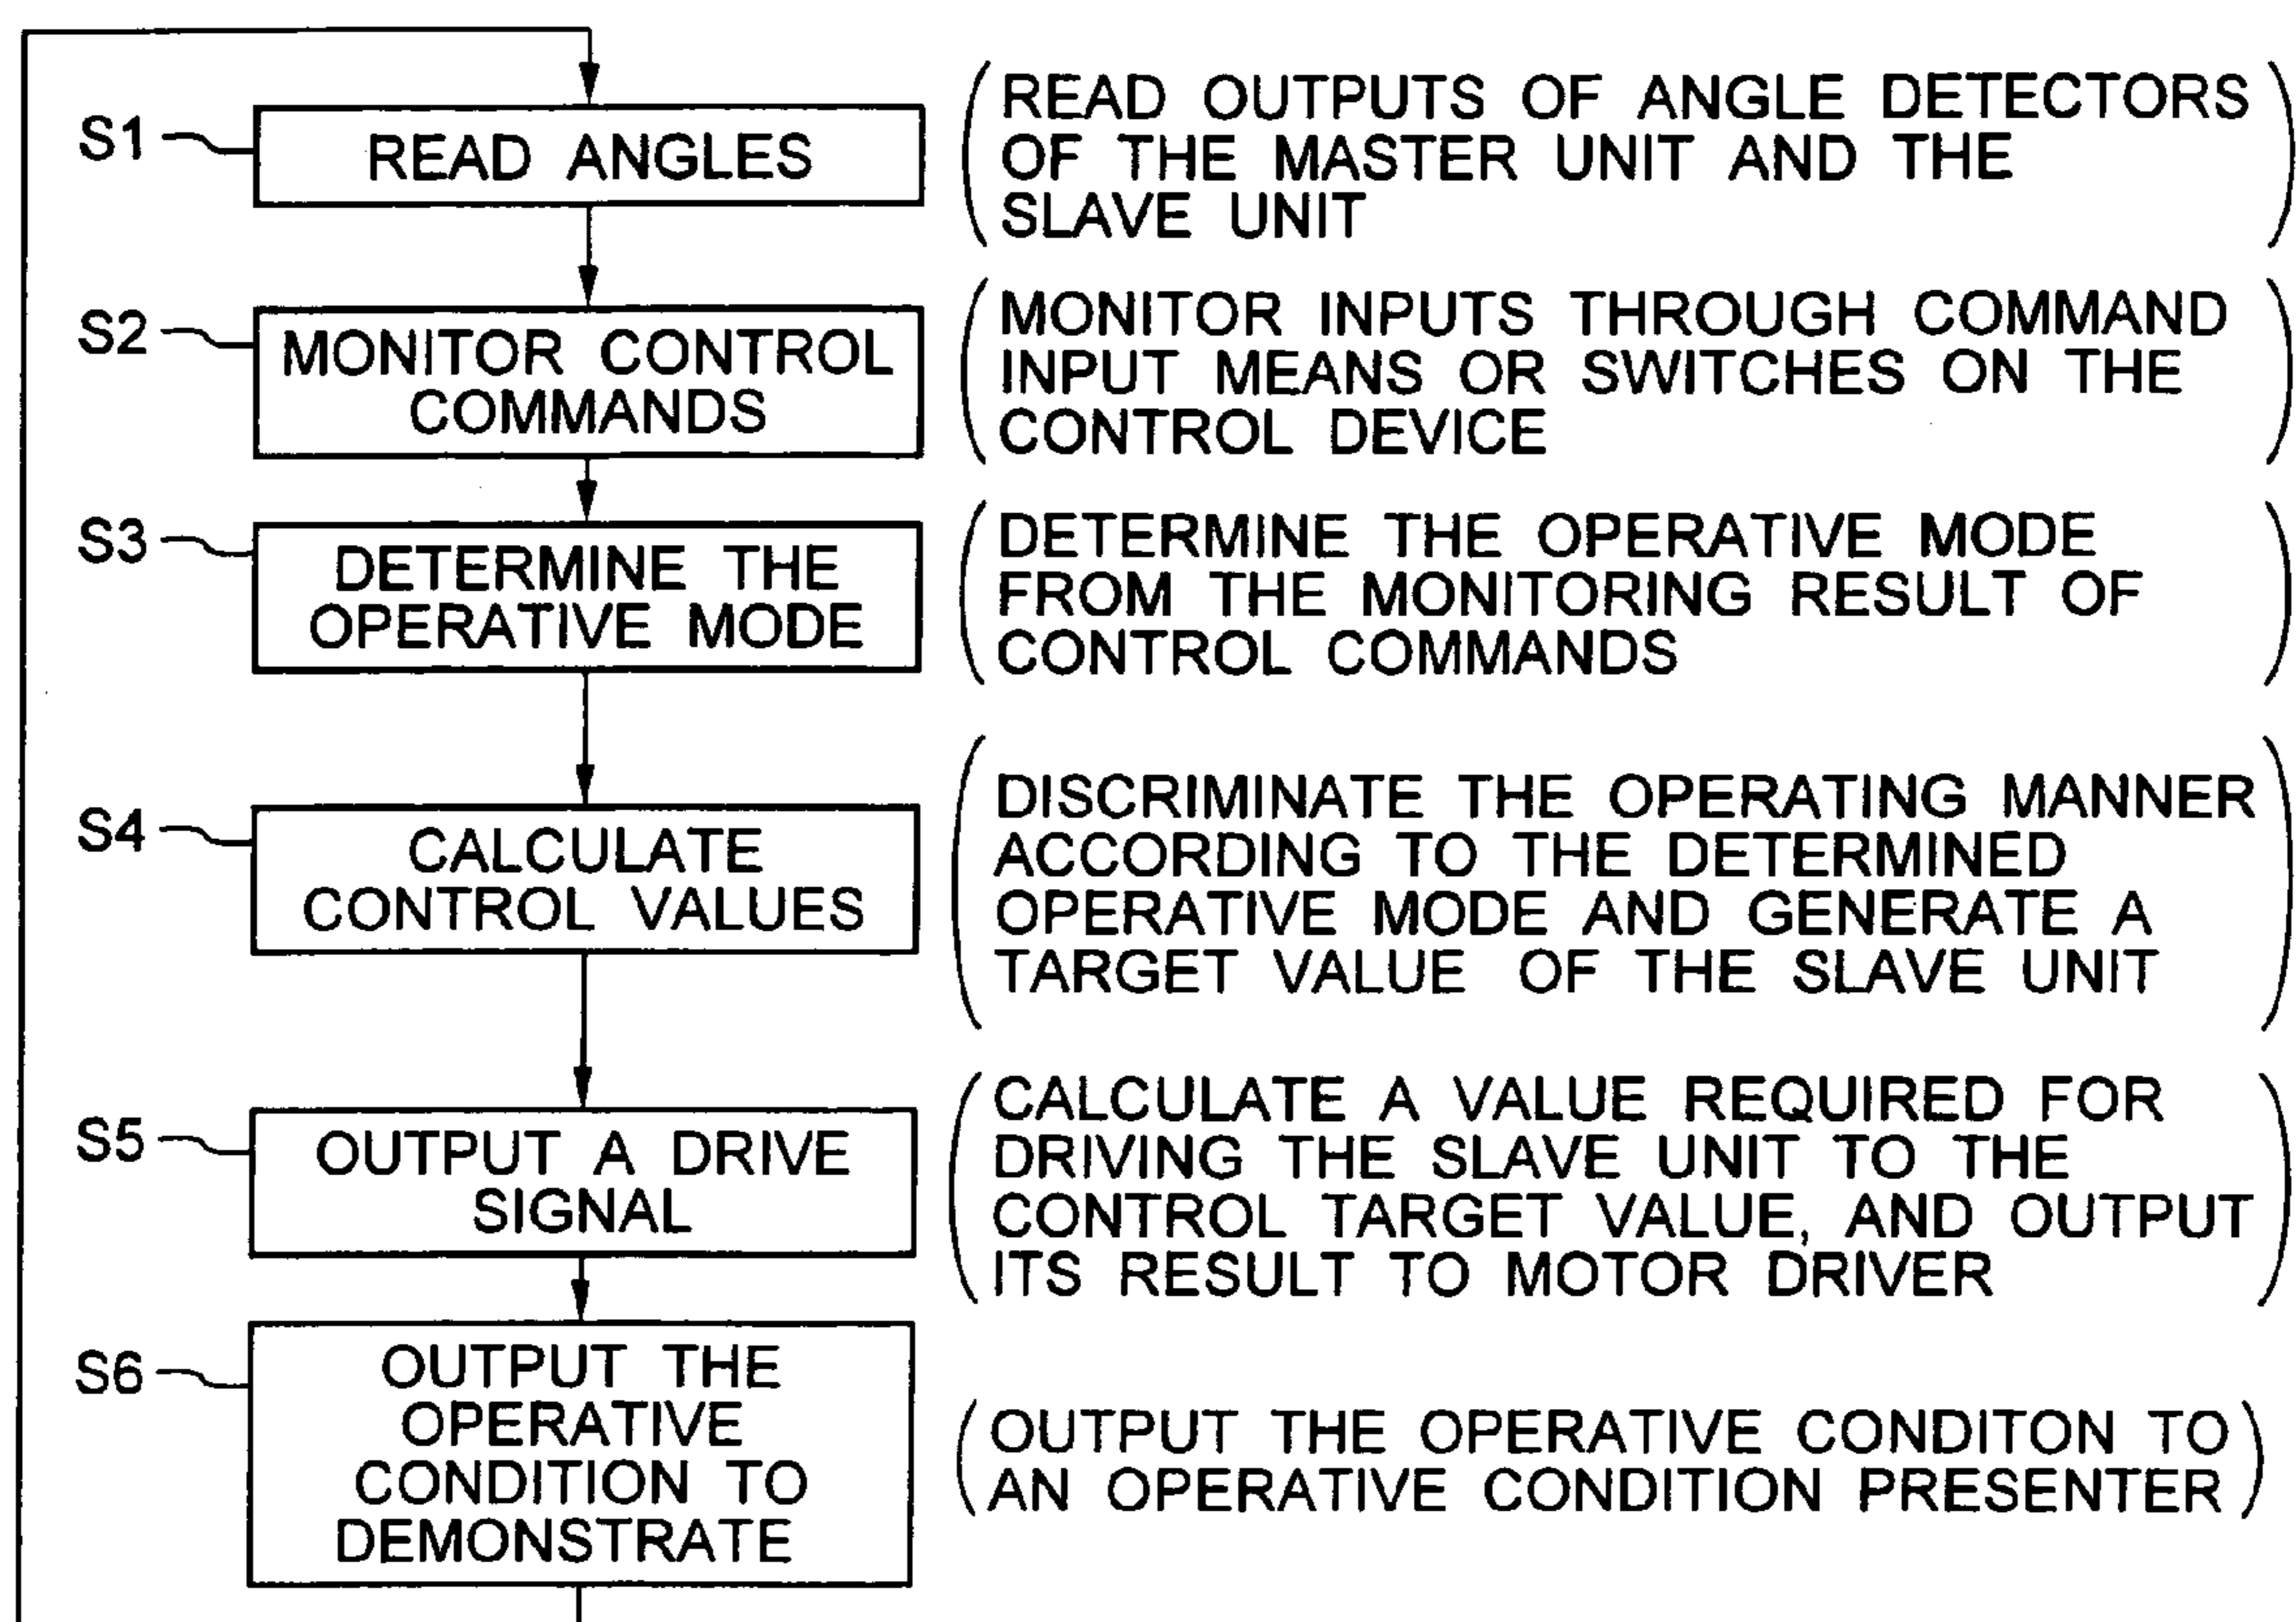 S1
READ ANGLES
(READ OUTPUTS OF ANGLE DETECTORS
OF THE MASTER UNIT AND THE
SLAVE UNIT)
S2
MONITOR CONTROL
COMMANDS
(MONITOR INPUTS THROUGH COMMAND
INPUT MEANS OR SWITCHES ON THE
CONTROL DEVICE)
S3
DETERMINE THE
OPERATIVE MODE
(DETERMINE THE OPERATIVE MODE
FROM THE MONITORING RESULT OF
CONTROL COMMANDS)
S4
CALCULATE
CONTROL VALUES
(DISCRIMINATE THE OPERATING MANNER
ACCORDING TO THE DETERMINED
OPERATIVE MODE AND GENERATE A
TARGET VALUE OF THE SLAVE UNIT)
S5
OUTPUT A DRIVE
SIGNAL
(CALCULATE A VALUE REQUIRED FOR
DRIVING THE SLAVE UNIT TO THE
CONTROL TARGET VALUE, AND OUTPUT
ITS RESULT TO MOTOR DRIVER)
S6
OUTPUT THE
OPERATIVE
CONDITION TO
DEMONSTRATE
(OUTPUT THE OPERATIVE CONDITON TO
AN OPERATIVE CONDITION PRESENTER)